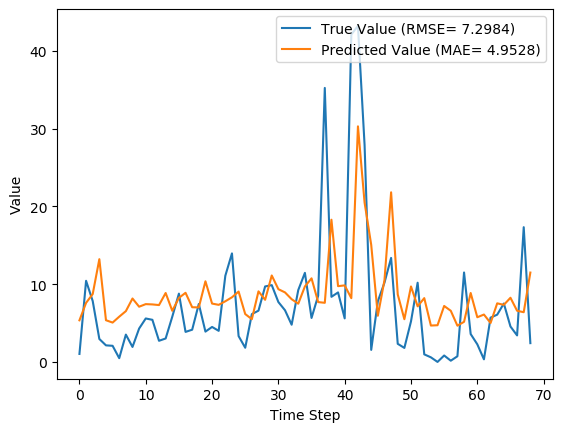 True Value (RMSE= 7.2984)
Predicted Value (MAE= 4.9528)
40
30
20
10
0
Value
0 10 20 30 40 50 60 70
Time Step